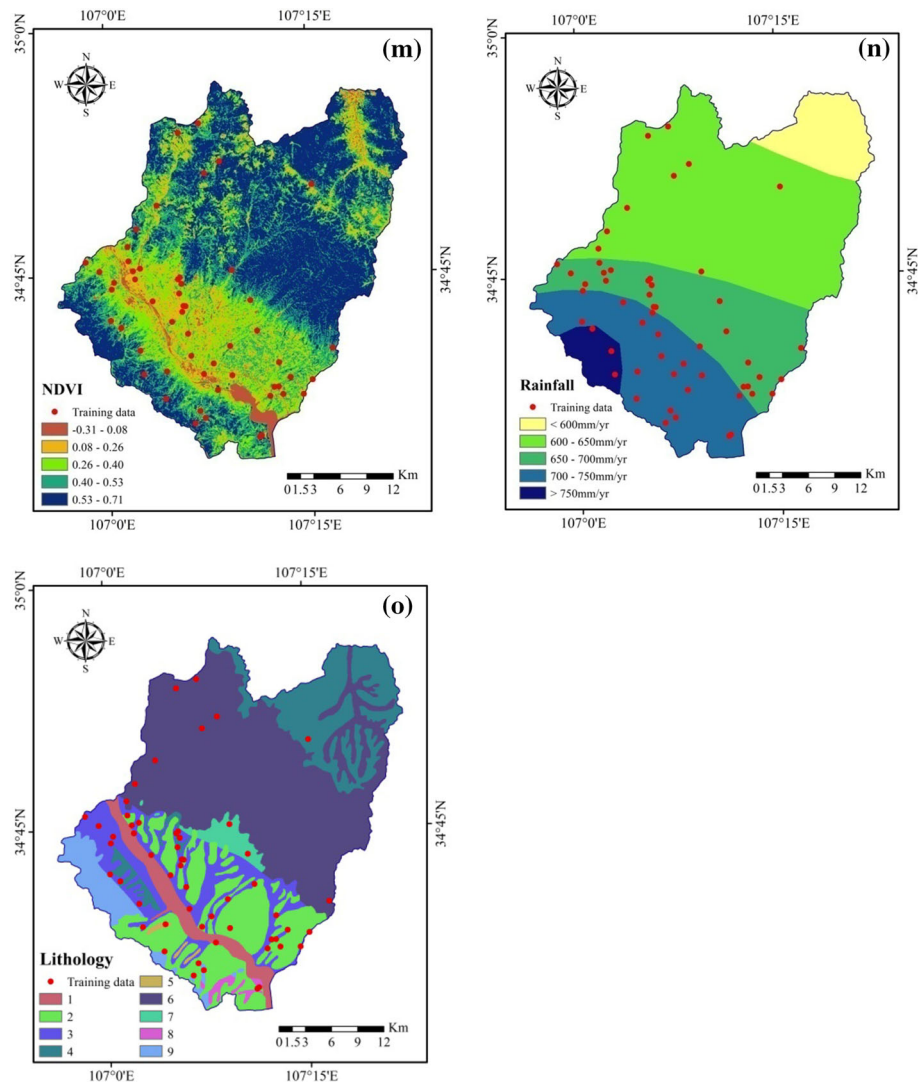 107°0'E 107°15'E
35°0'N
(m)
N
W E
S
34°45'N
34°45'N
NDVI
Training data
-0.31 - 0.08
0.08 - 0.26
0.26 - 0.40
0.40 - 0.53
0.53 - 0.71
Km
0 1.5 3 6 9 12
107°0'E 107°15'E
107°0'E 107°15'E
35°0'N
(n)
N
W E
S
34°45'N
34°45'N
Rainfall
Training data
< 600mm/yr
600 - 650mm/yr
650 - 700mm/yr
700 - 750mm/yr
> 750mm/yr
Km
0 1.5 3 6 9 12
107°0'E 107°15'E
107°0'E 107°15'E
35°0'N
(o)
N
W E
S
34°45'N
34°45'N
Lithology
Training data
1
2
3
4
5
6
7
8
9
Km
0 1.5 3 6 9 12
107°0'E 107°15'E